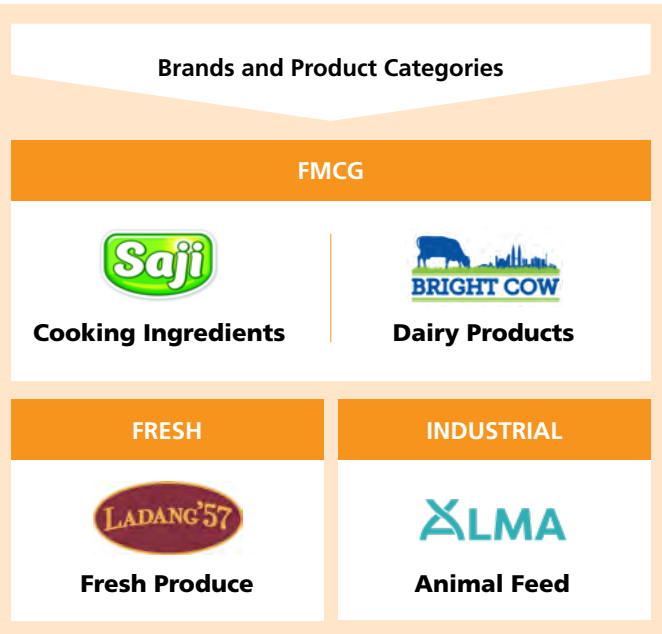 Brands and Product Categories
FMCG
Saji
BRIGHT COW
Cooking Ingredients
Dairy Products
FRESH
INDUSTRIAL
LADANG'57
XLMA
Fresh Produce
Animal Feed